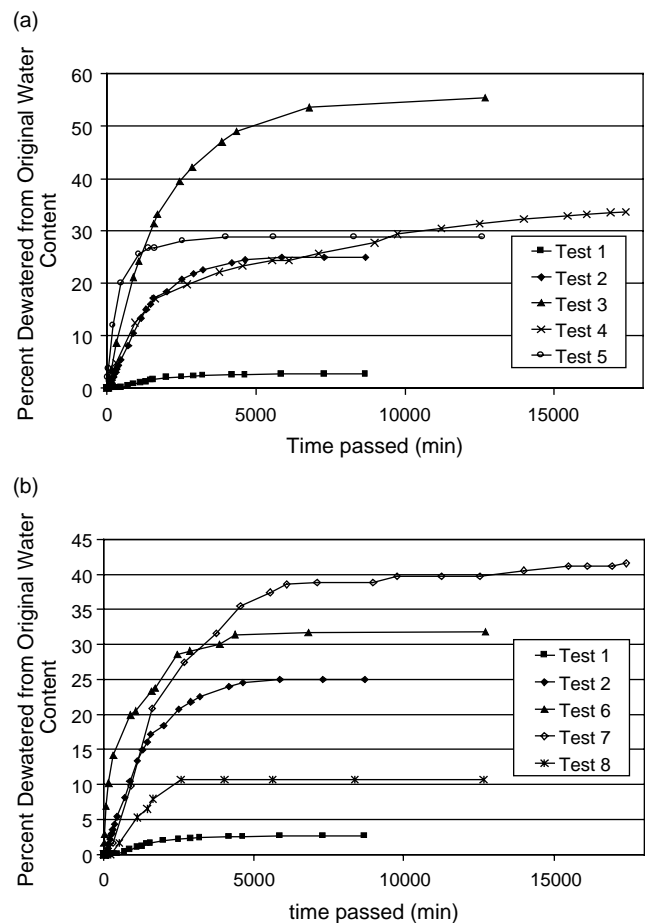 (a)
Percent Dewatered from Original Water
Content
60
50
40
30
20
10
0
0 5000 10000 15000
Time passed (min)
Test 1
Test 2
Test 3
Test 4
Test 5
(b)
Percent Dewatered from Original Water
Content
45
40
35
30
25
20
15
10
5
0
0 5000 10000 15000
time passed (min)
Test 1
Test 2
Test 6
Test 7
Test 8